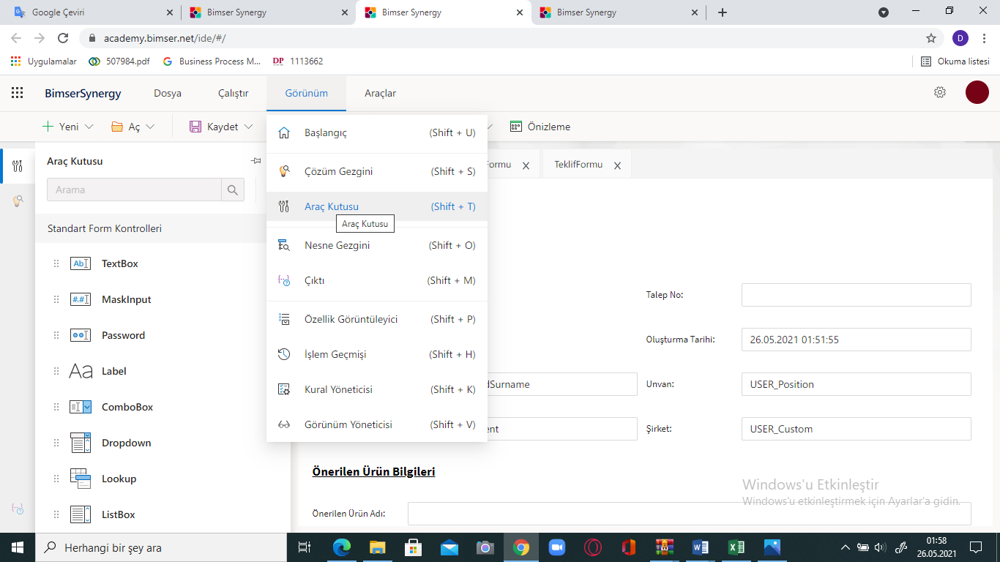 Google Çeviri
Bimser Synergy
Bimser Synergy
Bimser Synergy
academy.bimser.net/ide/#/
D
Uygulamalar
507984.pdf
Business Process M...
DP 1113662
Okuma listesi
BimserSynergy
Dosya
Çalıştır
Görünüm
Araçlar
Yeni
Aç
Kaydet
Önizleme
Araç Kutusu
Arama
Standart Form Kontrolleri
TextBox
MaskInput
Password
Label
ComboBox
Dropdown
Lookup
ListBox
Başlangıç (Shift + U)
Çözüm Gezgini (Shift + S)
Araç Kutusu (Shift + T)
Araç Kutusu
Nesne Gezgini (Shift + O)
Çıktı (Shift + M)
Özellik Görüntüleyici (Shift + P)
İşlem Geçmişi (Shift + H)
Kural Yöneticisi (Shift + K)
Görünüm Yöneticisi (Shift + V)
Formu
TeklifFormu
Talep No:
Oluşturma Tarihi: 26.05.2021 01:51:55
dSurname
Unvan: USER_Position
ent
Şirket: USER_Custom
Önerilen Ürün Bilgileri
Önerilen Ürün Adı:
Windows'u Etkinleştir
Windows'u etkinleştirmek için Ayarlar'a gidin.
Herhangi bir şey ara
01:58
26.05.2021